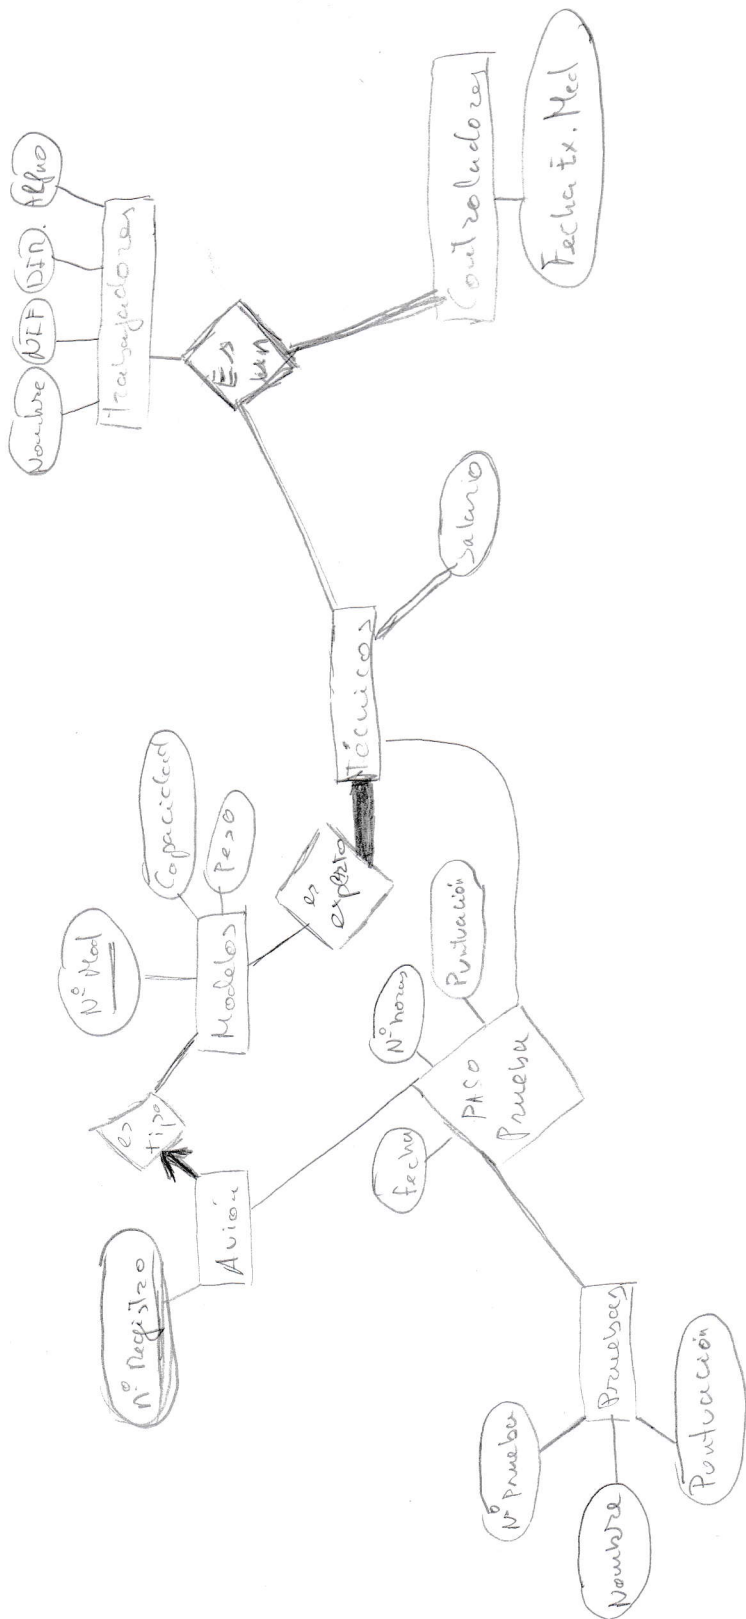 Nombre
NIF
DIR.
Tlfno
Trabajadores
Es
un
Nº Mod
Capacidad
Peso
Modelos
es
tipo
nº Registro
Avión
es
experto
Técnicos
Salario
Controladores
Fecha Ex. Med
fecha
Nº horas
Puntuación
PASO
Prueba
Nº Prueba
Pruebas
Nombre
Puntuación